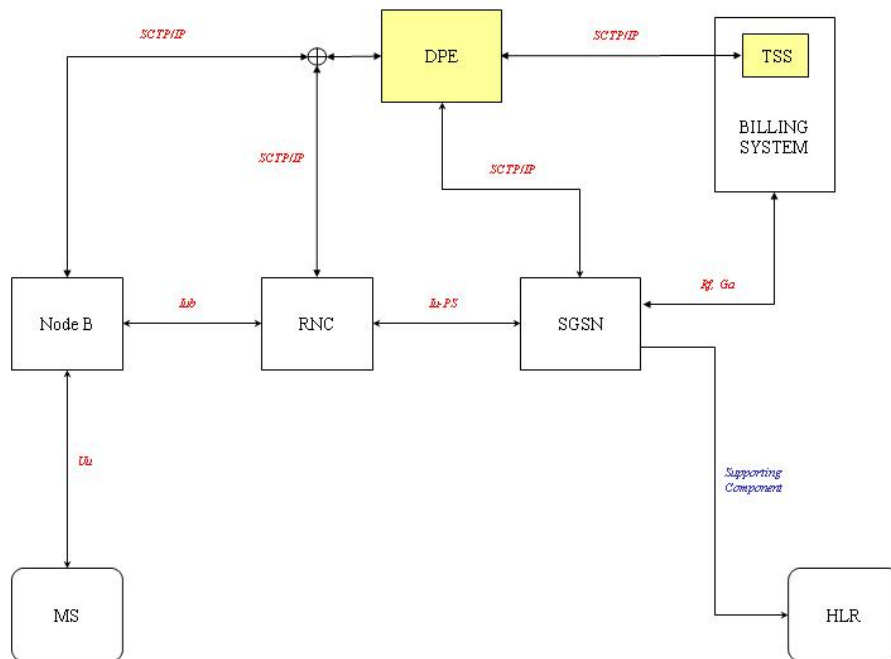 SCTP/IP
DPE
SCTP/IP
TSS
BILLING
SYSTEM
SCTP/IP
SCTP/IP
Rf, Ga
Node B
Iub
RNC
Iu-PS
SGSN
Uu
Supporting
Component
MS
HLR